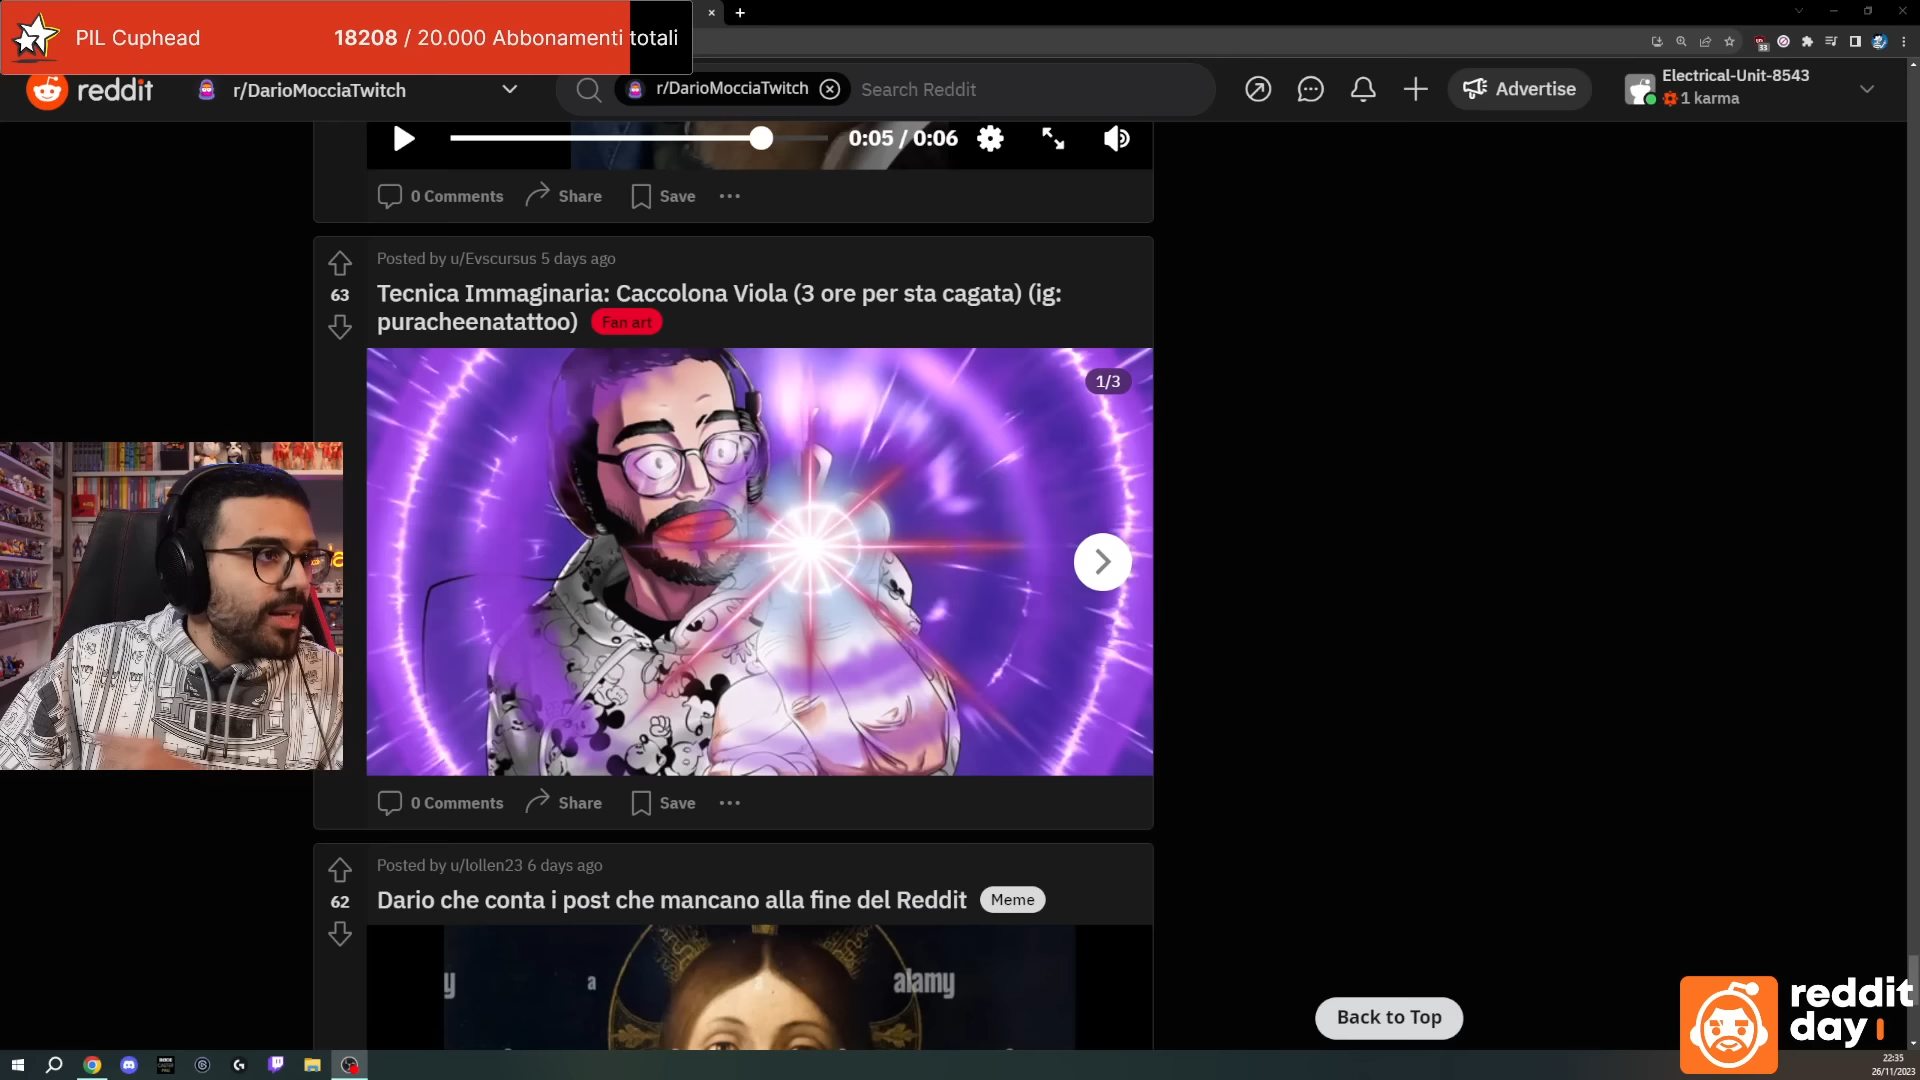 PIL Cuphead
18208 / 20.000 Abbonamenti totali
reddit
r/DarioMocciaTwitch
r/DarioMocciaTwitch
Search Reddit
Advertise
Electrical-Unit-8543
1 karma
33
0:05 / 0:06
0 Comments
Share
Save
Posted by u/Evscursus 5 days ago
63
Tecnica Immaginaria: Caccolona Viola (3 ore per sta cagata) (ig:
puracheenatattoo)
Fan art
1/3
0 Comments
Share
Save
Posted by u/lollen23 6 days ago
62
Dario che conta i post che mancano alla fine del Reddit
Meme
y
a
alamy
Back to Top
reddit
day
22:35
26/11/2023